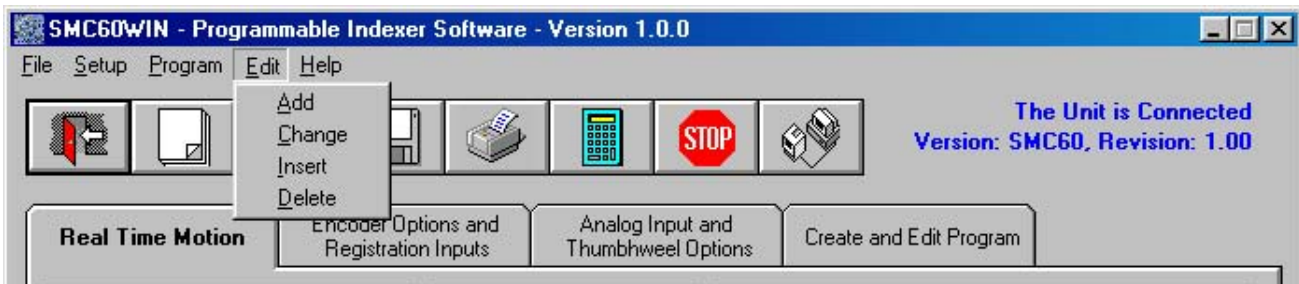 SMC60WIN - Programmable Indexer Software - Version 1.0.0
File Setup Program Edit Help
Add
Change
Insert
Delete
STOP
The Unit is Connected
Version: SMC60, Revision: 1.00
Real Time Motion
Encoder Options and
Registration Inputs
Analog Input and
Thumbhweel Options
Create and Edit Program